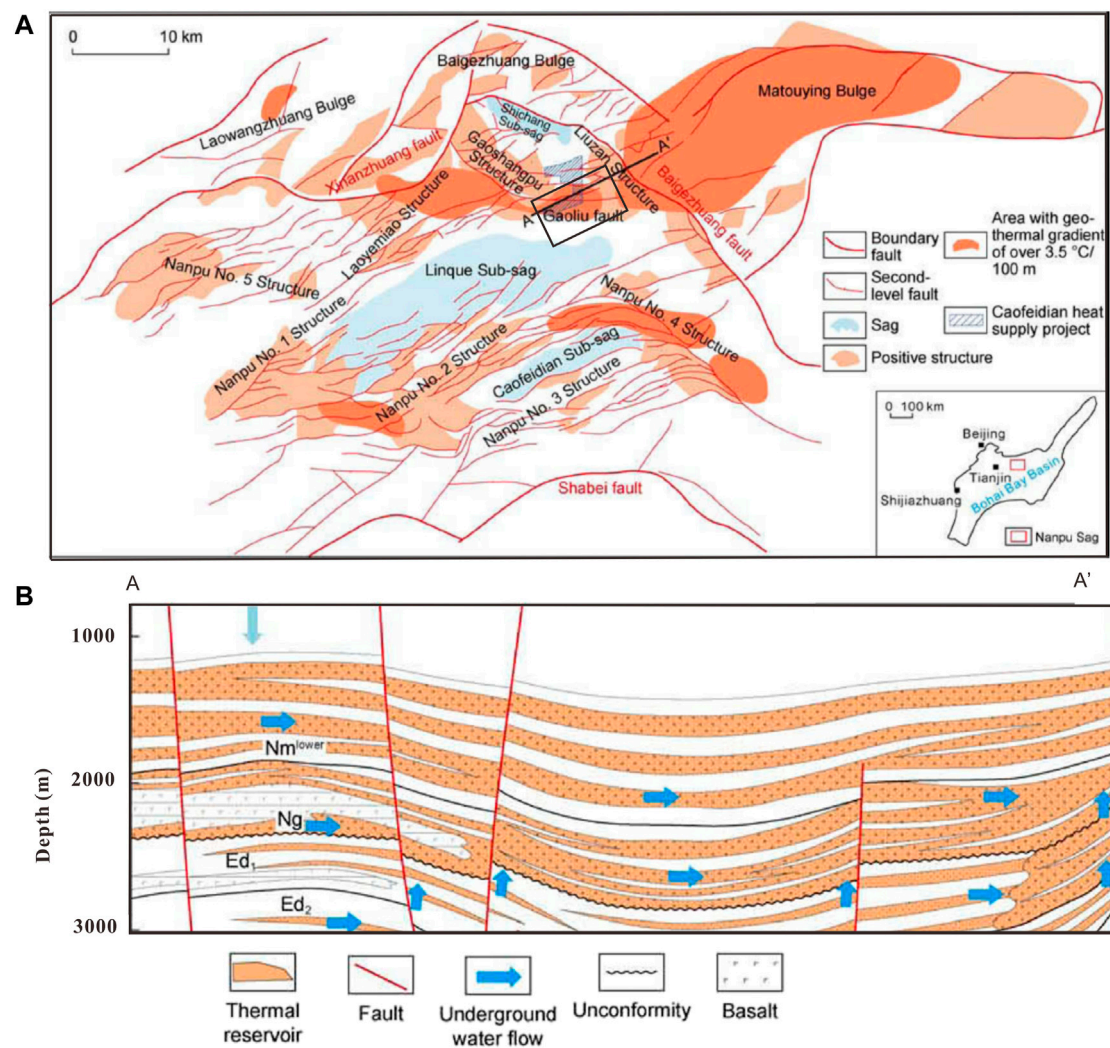 A
0 10 km
Baigezhuang Bulge
Matouying Bulge
Laowangzhuang Bulge
Shichang
Sub-sag
Xinanzhuang fault
Gaoshangpu
Structure
Liuzan Structure
A'
A
Gaoliu fault
Baigezhuang fault
Laoyemiao Structure
Nanpu No. 5 Structure
Linque Sub-sag
Nanpu No. 1 Structure
Nanpu No. 2 Structure
Nanpu No. 4 Structure
Caofeidian Sub-sag
Nanpu No. 3 Structure
Shabei fault
Boundary
fault
Second-
level fault
Sag
Positive structure
Area with geo-
thermal gradient
of over 3.5 °C/
100 m
Caofeidian heat
supply project
0 100 km
Beijing
Tianjin
Shijiazhuang
Bohai Bay Basin
Nanpu Sag
B
A
A'
Depth (m)
1000
2000
3000
Nmlower
Ng
Ed1
Ed2
Thermal
reservoir
Fault
Underground
water flow
Unconformity
Basalt